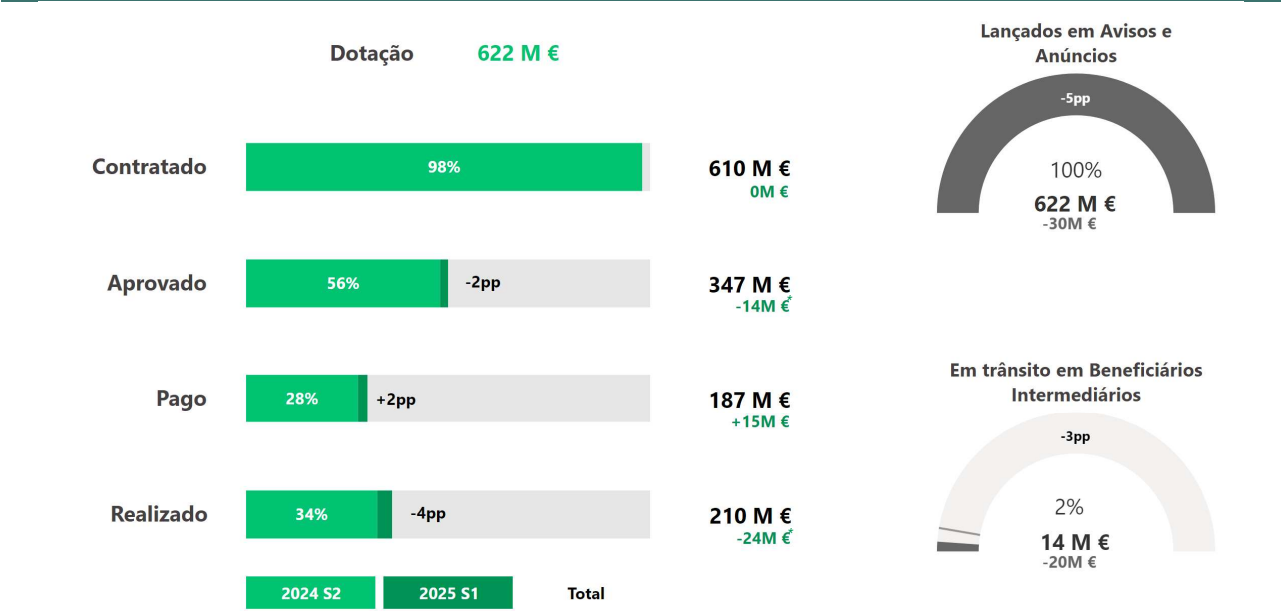 Dotação 622 M €
Contratado 98% 610 M €
0M €
Aprovado 56% -2pp 347 M €
-14M €*
Pago 28% +2pp 187 M €
+15M €
Realizado 34% -4pp 210 M €
-24M €*
2024 S2 2025 S1 Total
Lançados em Avisos e
Anúncios
-5pp
100%
622 M €
-30M €
Em trânsito em Beneficiários
Intermediários
-3pp
2%
14 M €
-20M €